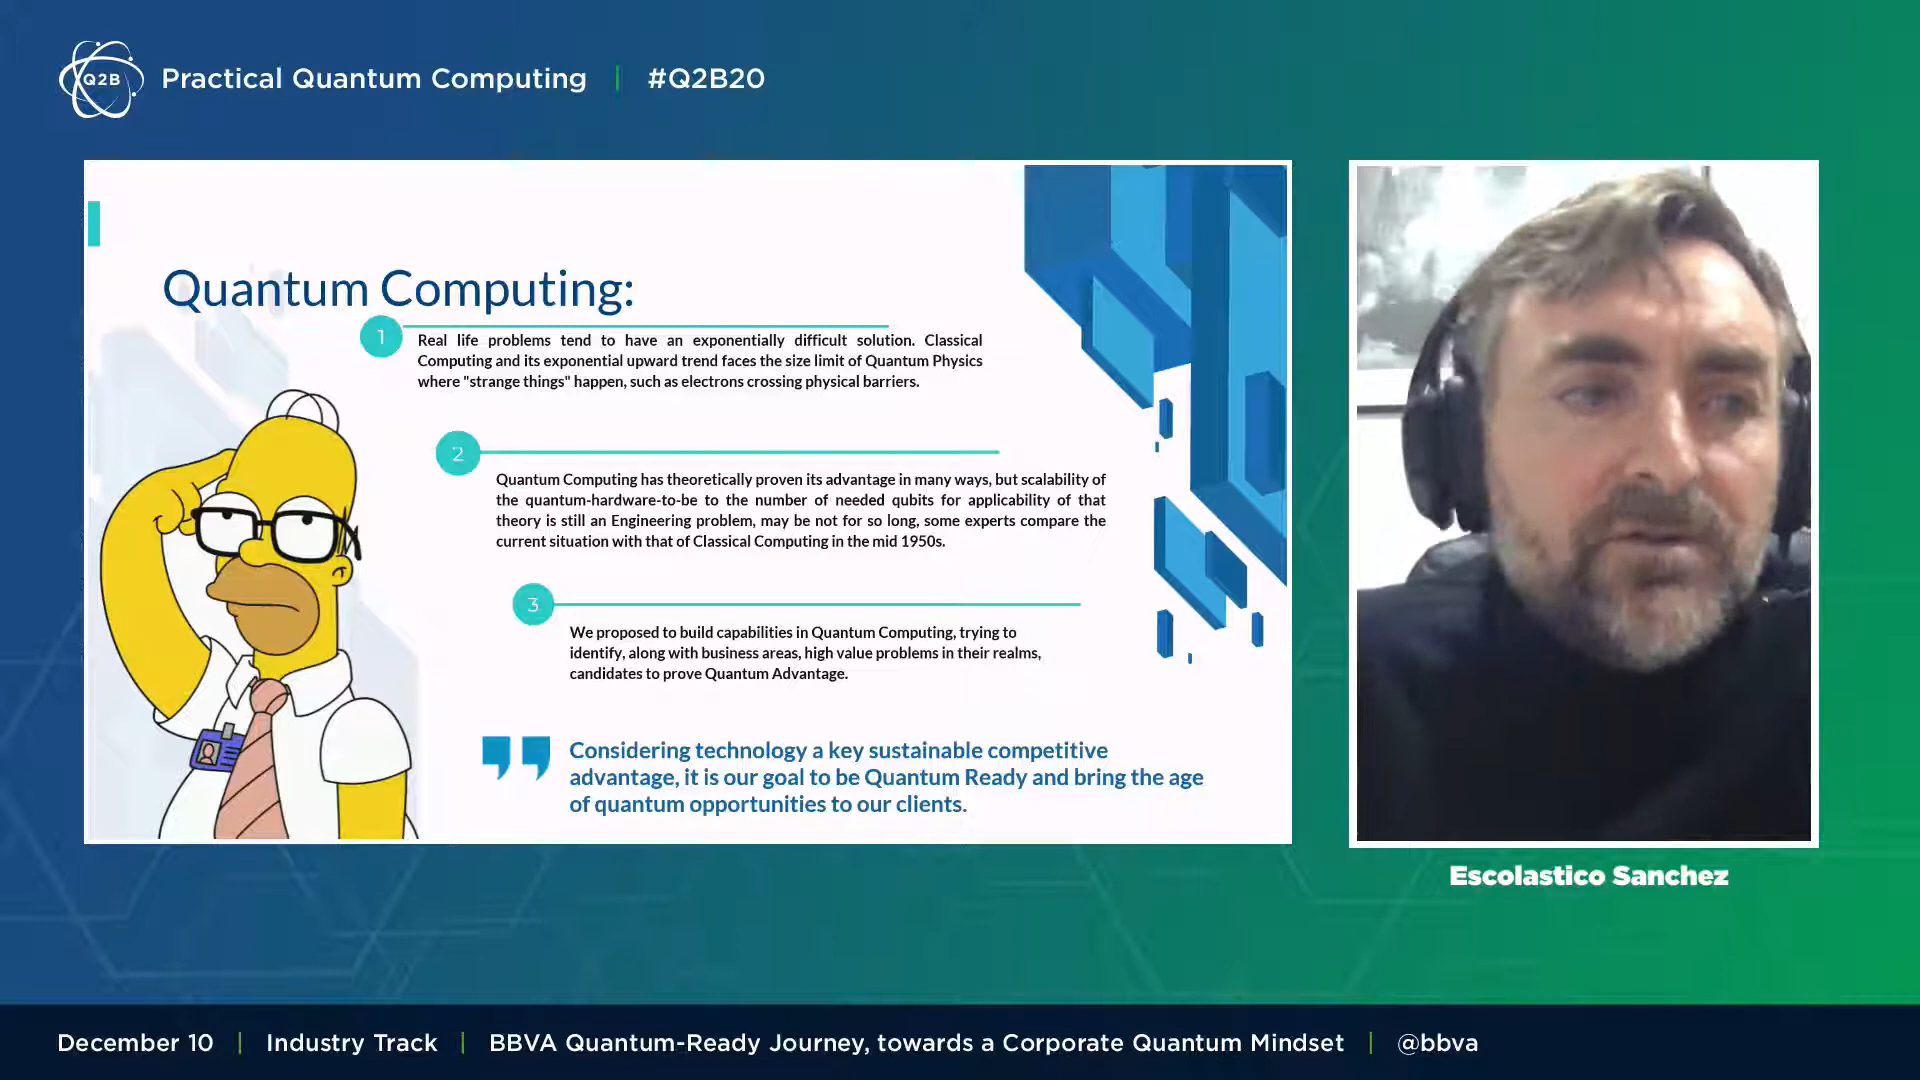 Q2B
Practical Quantum Computing | #Q2B20
Quantum Computing:
1
Real life problems tend to have an exponentially difficult solution. Classical
Computing and its exponential upward trend faces the size limit of Quantum Physics
where "strange things" happen, such as electrons crossing physical barriers.
2
Quantum Computing has theoretically proven its advantage in many ways, but scalability of
the quantum-hardware-to-be to the number of needed qubits for applicability of that
theory is still an Engineering problem, may be not for so long, some experts compare the
current situation with that of Classical Computing in the mid 1950s.
3
We proposed to build capabilities in Quantum Computing, trying to
identify, along with business areas, high value problems in their realms,
candidates to prove Quantum Advantage.
Considering technology a key sustainable competitive
advantage, it is our goal to be Quantum Ready and bring the age
of quantum opportunities to our clients.
Escolastico Sanchez
December 10 | Industry Track | BBVA Quantum-Ready Journey, towards a Corporate Quantum Mindset | @bbva